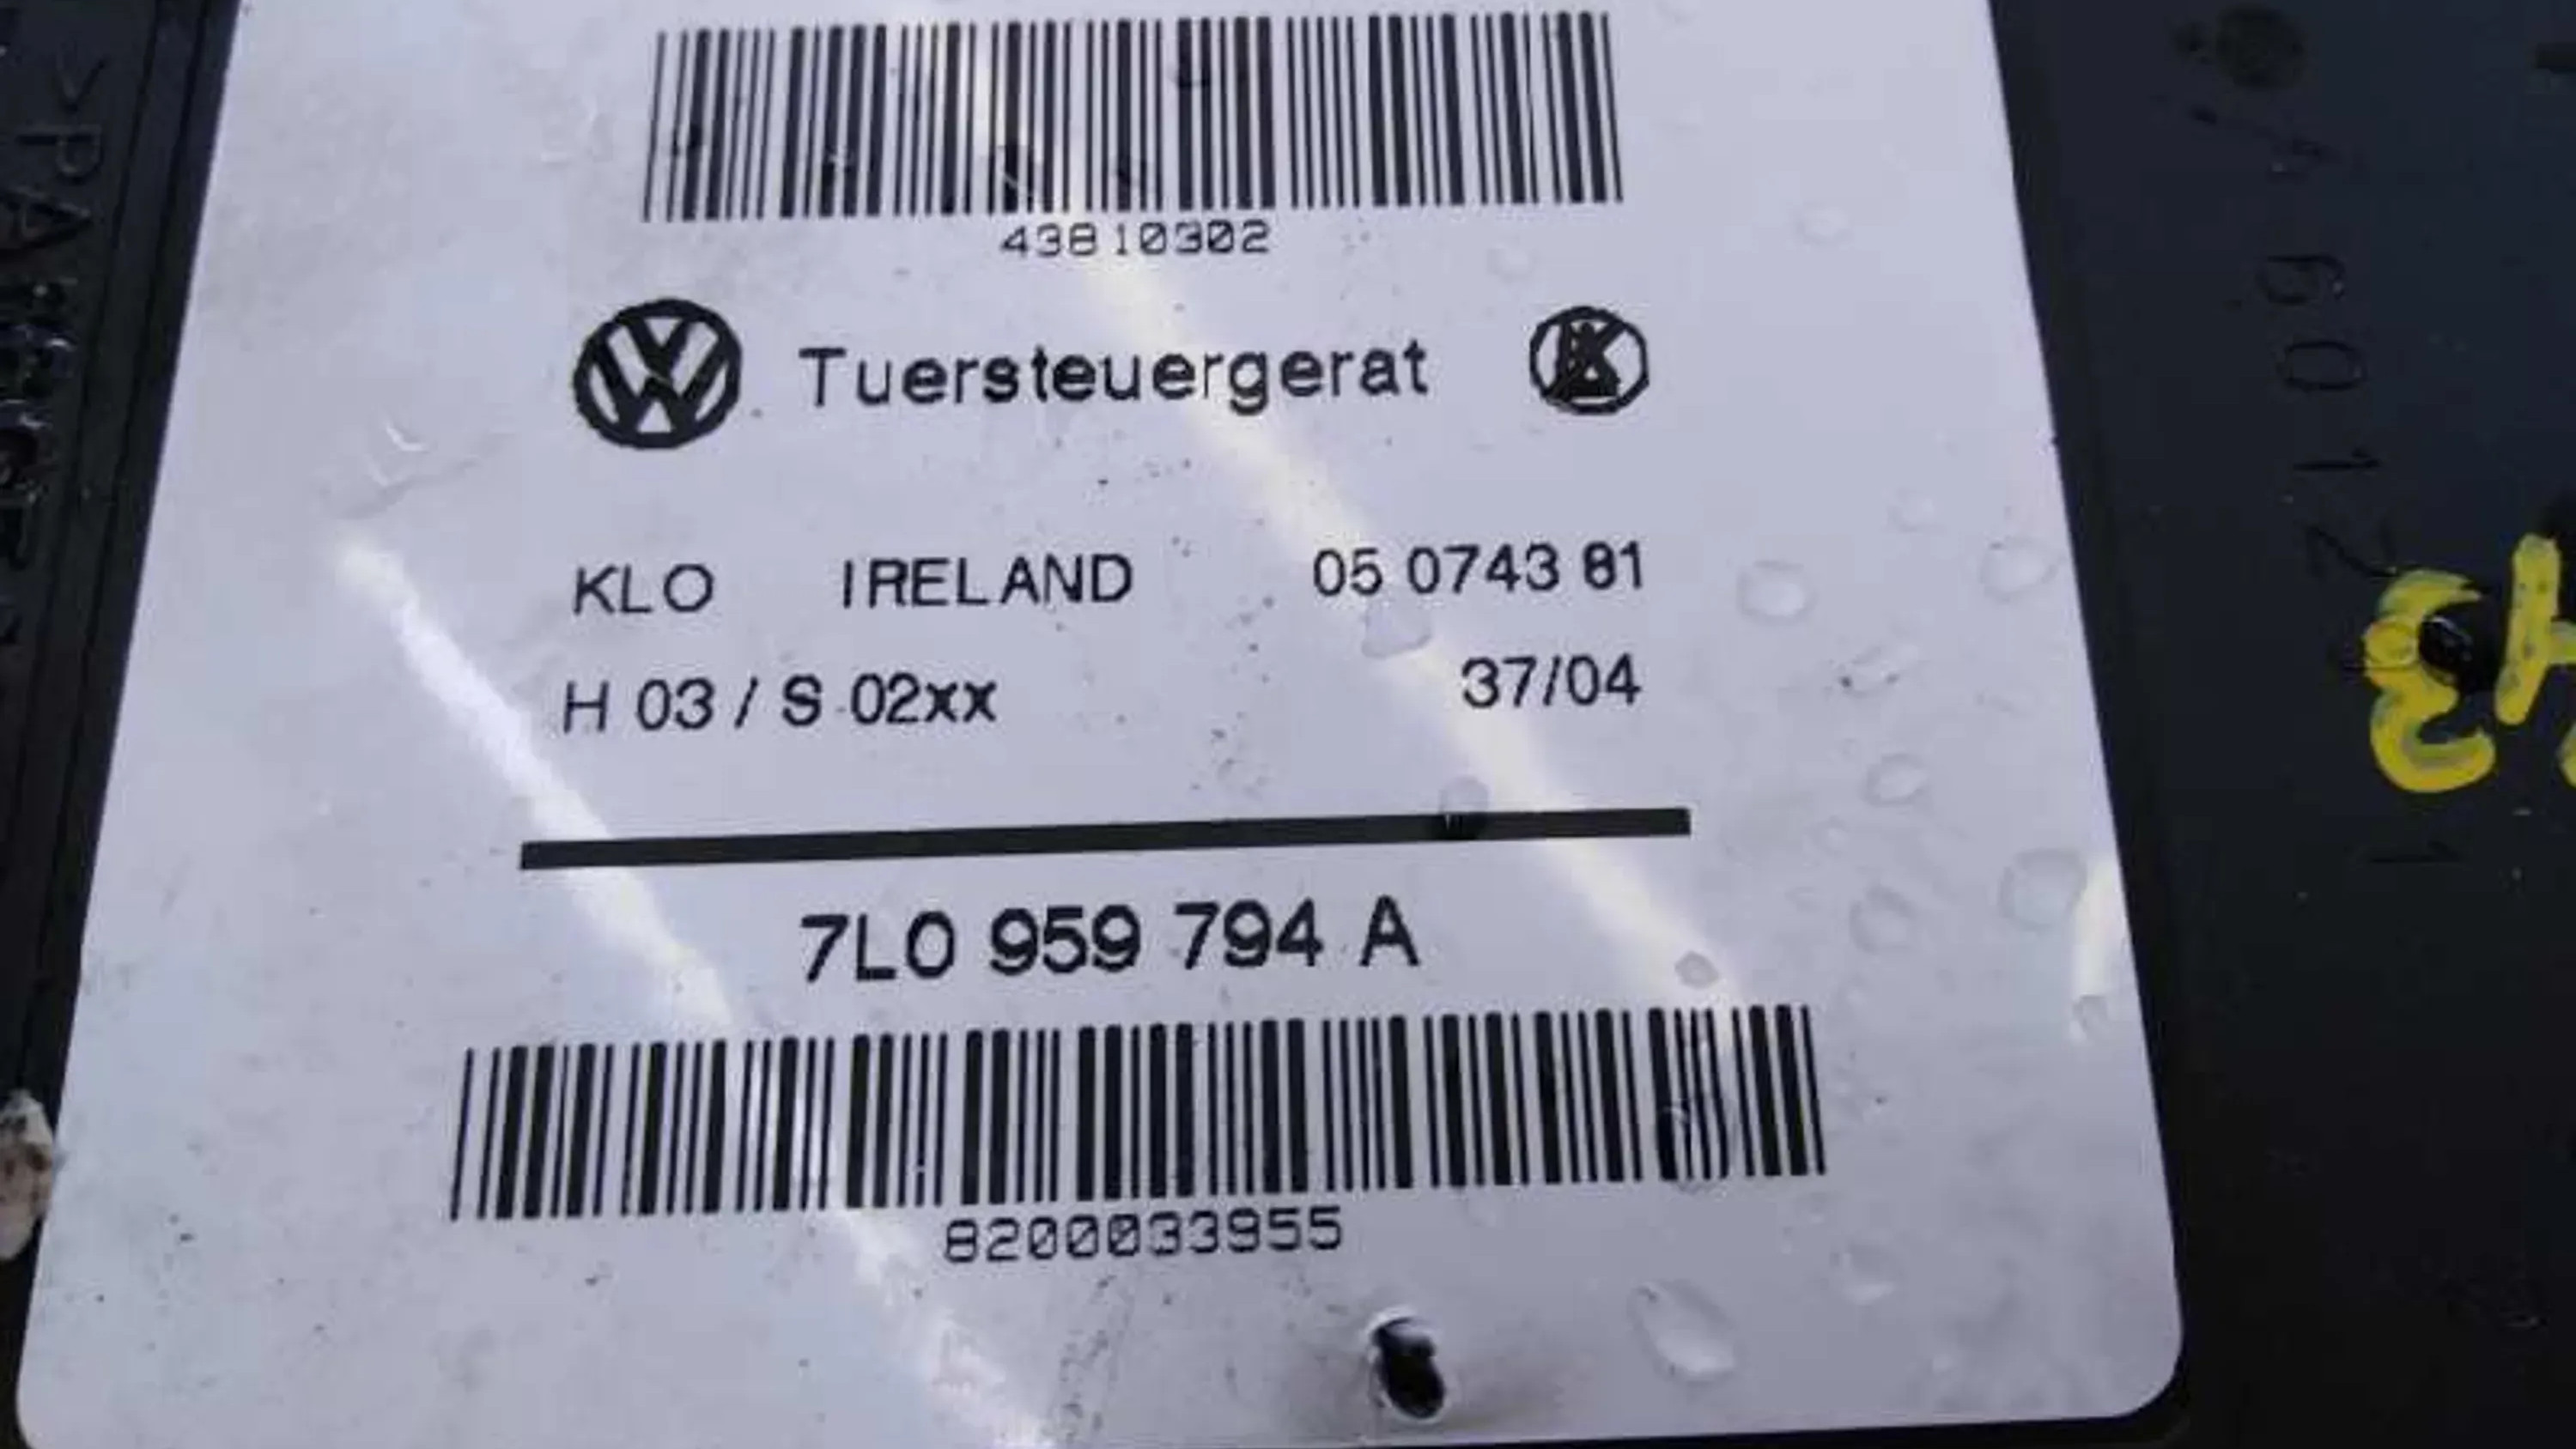 43810302
Tuersteuergerat
KLO IRELAND 05 0743 81
H 03 / S 02xx 37/04
7L0 959 794 A
8200033955